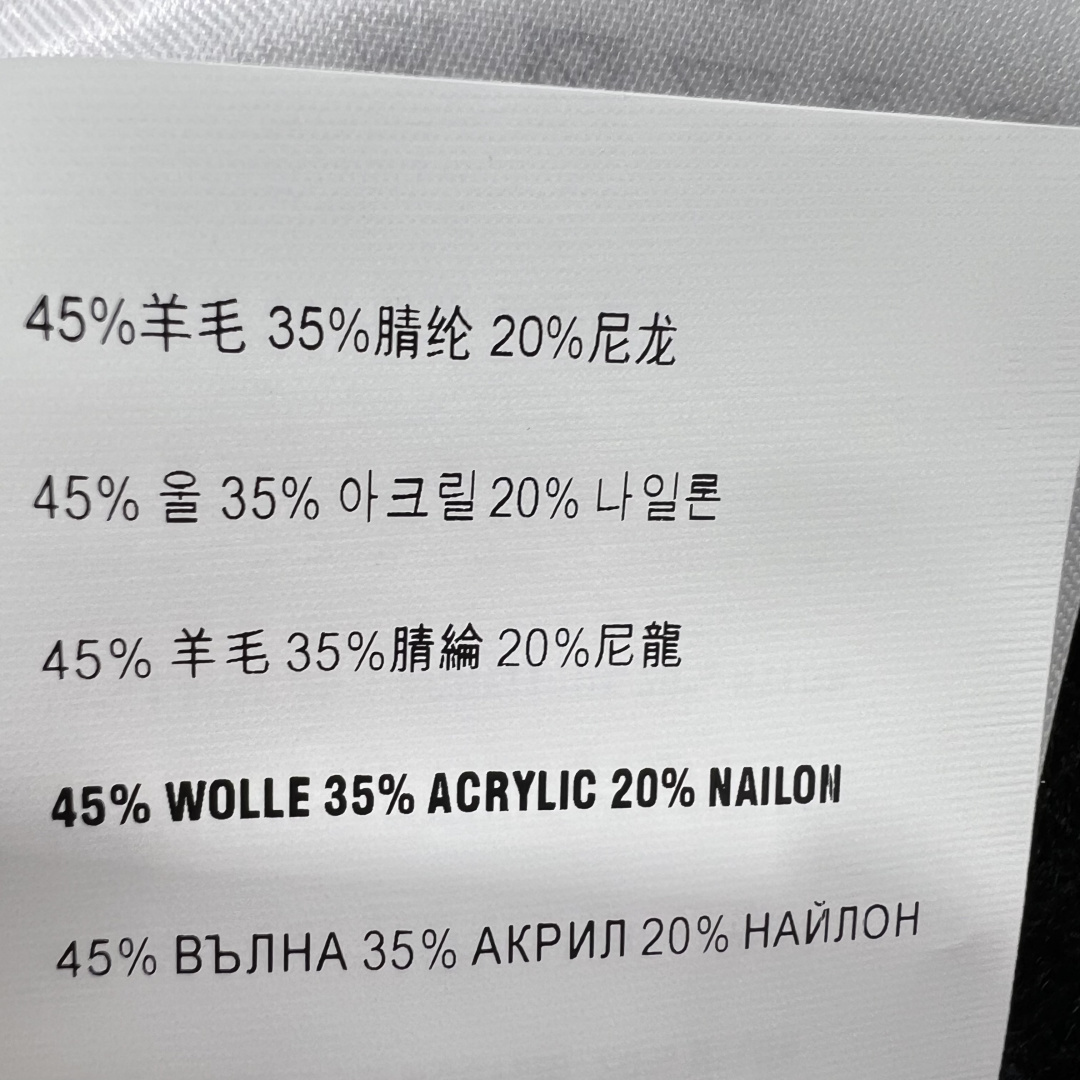 45%羊毛 35%腈纶 20%尼龙
45% 울 35% 아크릴 20% 나일론
45% 羊毛 35%腈綸 20%尼龍
45% WOLLE 35% ACRYLIC 20% NAILON
45% ВЪЛНА 35% АКРИЛ 20% НАЙЛОН